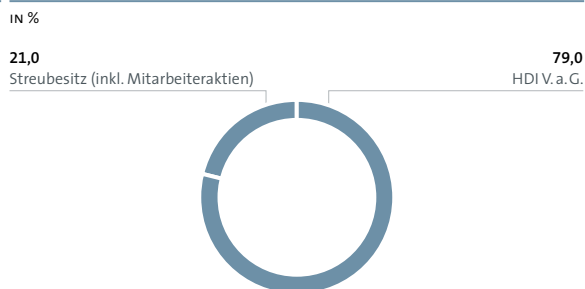 IN %
21,0
79,0
Streubesitz (inkl. Mitarbeiteraktien)
HDI V. a. G.